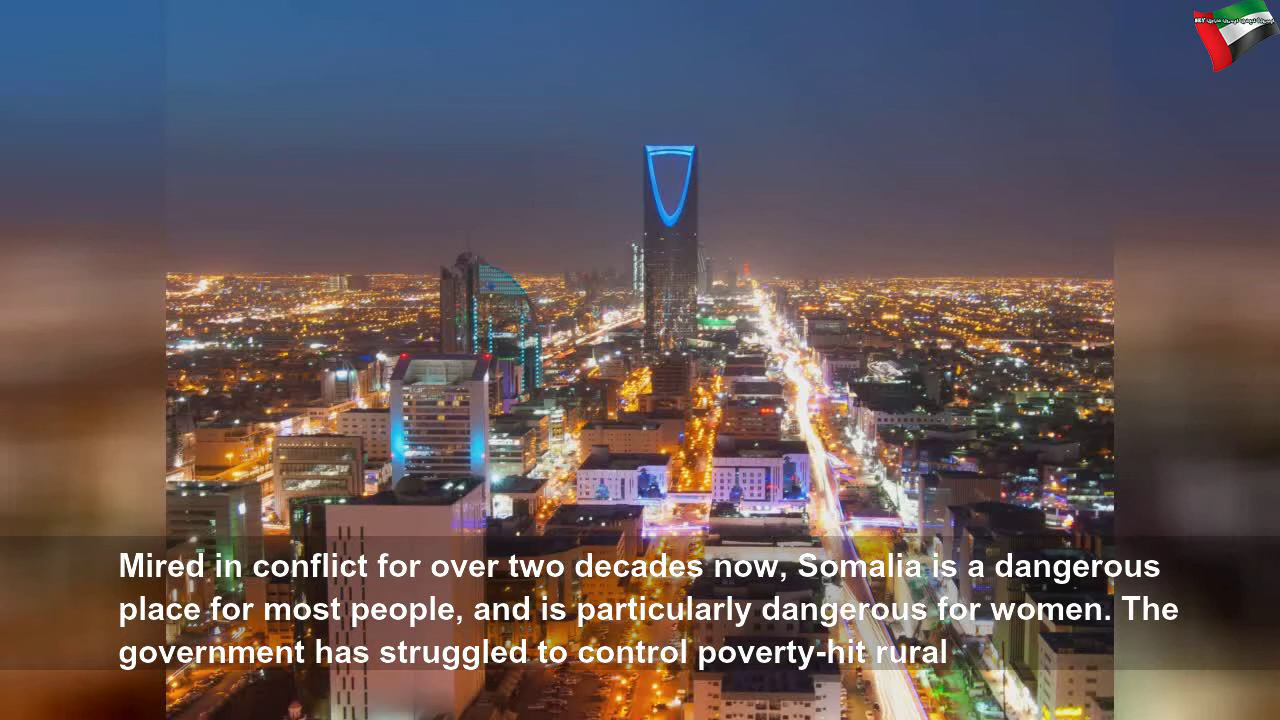 Mired in conflict for over two decades now, Somalia is a dangerous
place for most people, and is particularly dangerous for women. The
government has struggled to control poverty-hit rural